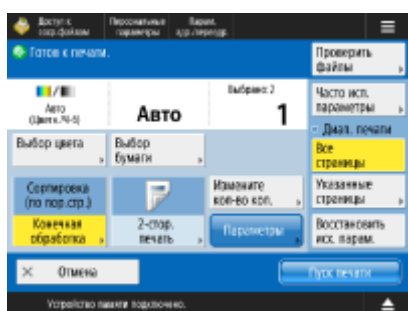 Доступ к
сохр.файлам
Персональные
параметры
Парам.
адр./переадр.
Готов к печати.
Проверить
файлы
Авто
(Цветн./Ч-б)
Авто
Выбрано: 2
1
Часто исп.
параметры
Диап. печати
Выбор цвета
Выбор
бумаги
Все
страницы
Сортировка
(по пор.стр.)
Измените
кол-во коп.
Указанные
страницы
Конечная
обработка
2-стор.
печать
Параметры
Восстановить
исх. парам.
Отмена
Пуск печати
Устройство памяти подключено.